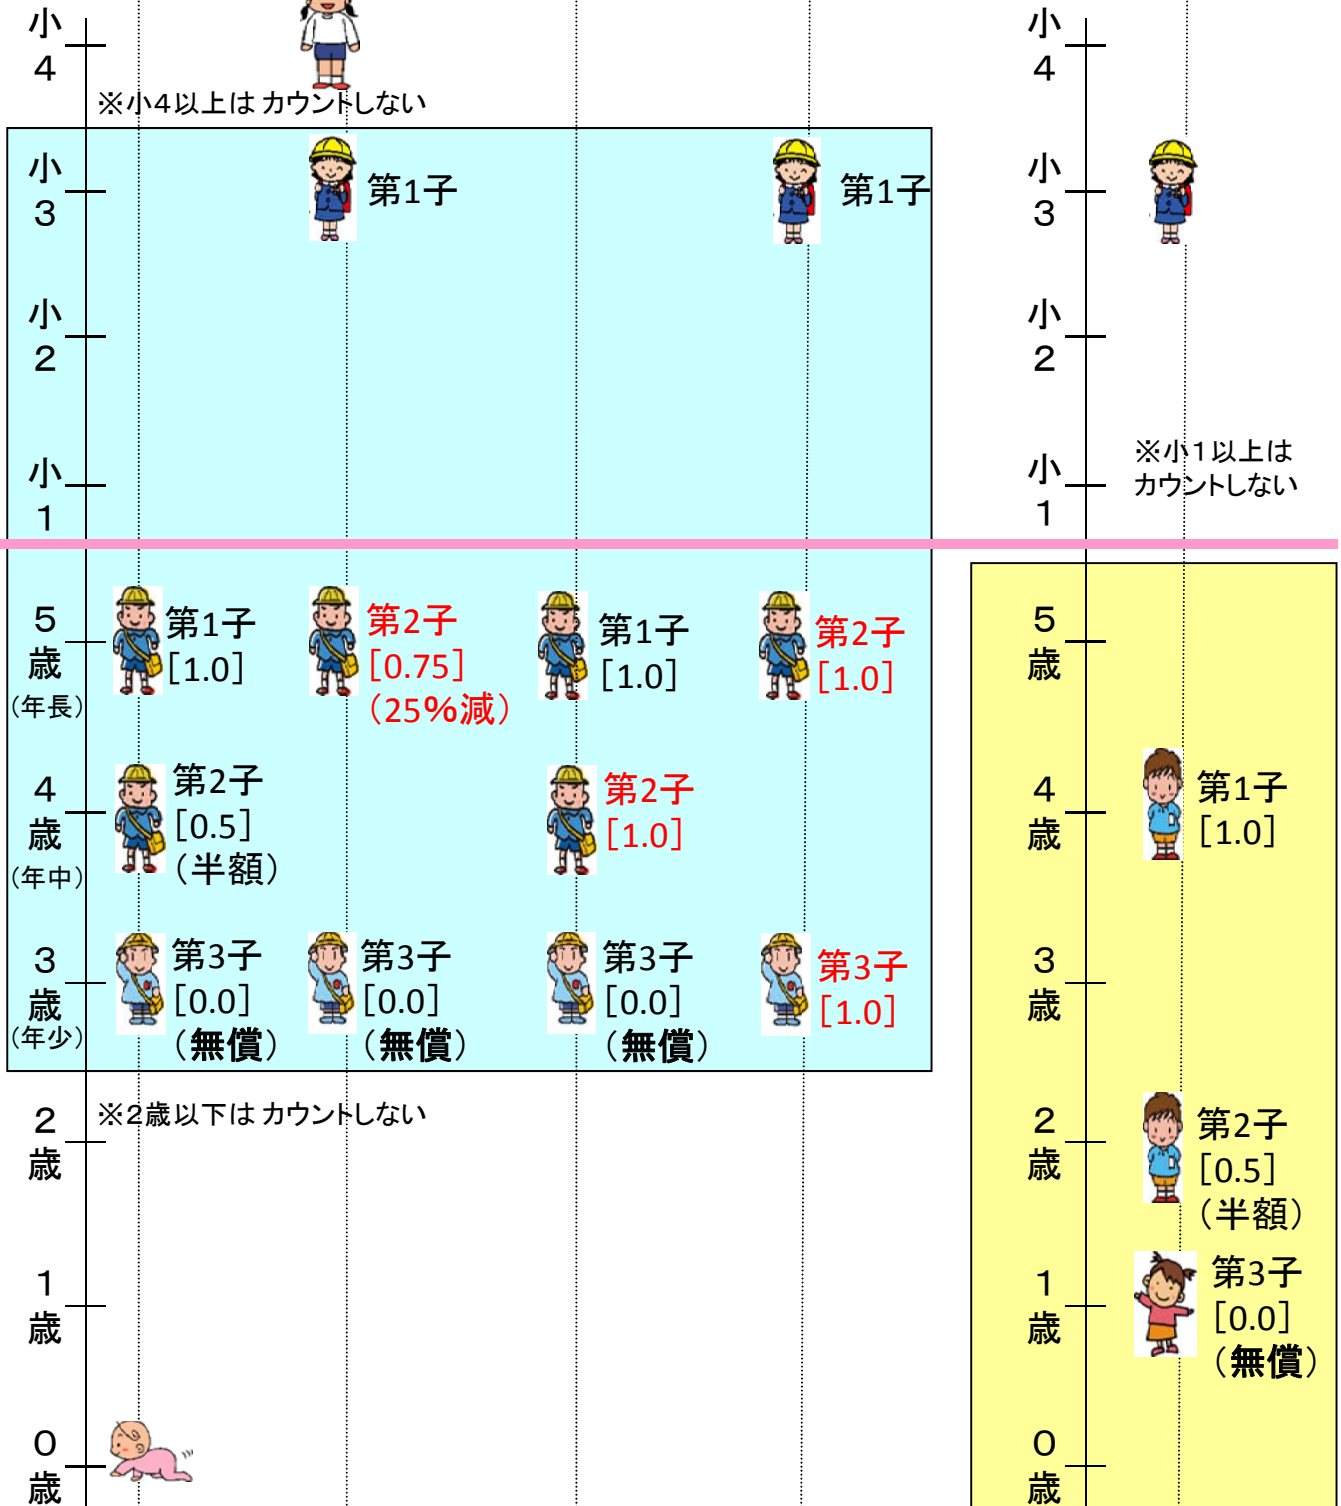 小
4
※小4以上は カウントしない
小
3
第1子
第1子
小
2
小
1
5
歳
(年長)
第1子
[1.0]
第2子
[0.75]
(25%減)
第1子
[1.0]
第2子
[1.0]
4
歳
(年中)
第2子
[0.5]
(半額)
第2子
[1.0]
3
歳
(年少)
第3子
[0.0]
(無償)
第3子
[0.0]
(無償)
第3子
[0.0]
(無償)
第3子
[1.0]
2
歳
※2歳以下は カウントしない
1
歳
0
歳
小
4
小
3
小
2
小
1
※小1以上は
カウントしない
5
歳
4
歳
第1子
[1.0]
3
歳
2
歳
第2子
[0.5]
(半額)
1
歳
第3子
[0.0]
(無償)
0
歳